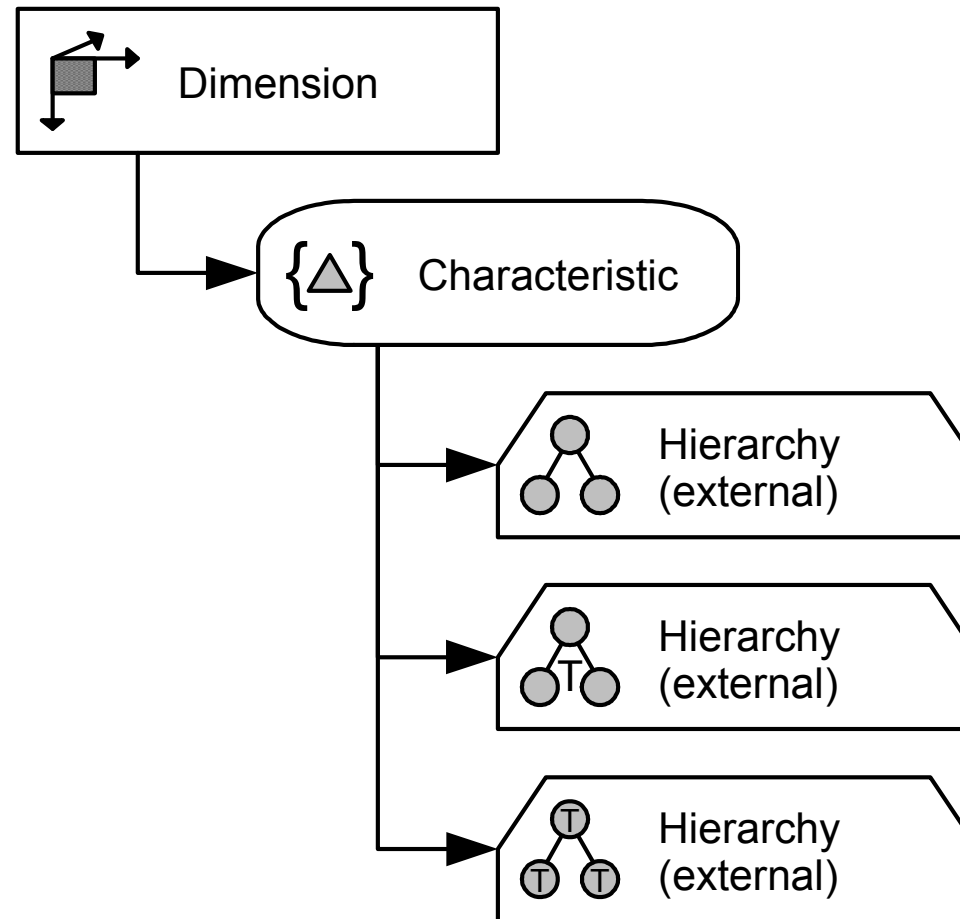 Dimension
{ } Characteristic
Hierarchy
(external)
T
Hierarchy
(external)
T
T T
Hierarchy
(external)